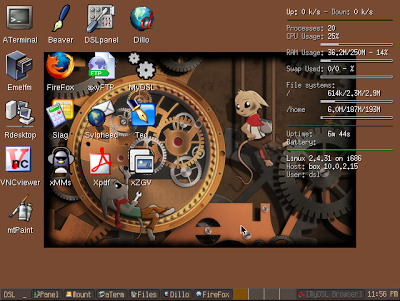 ATerminal
Beaver
DSLpanel
Dillo
Emelfm
FireFox
axyFTP
FTP
MyDSL
Rdesktop
Siag
Sylpheed
Ted
VNCviewer
xMMs
Xpdf
xZGV
mtPaint
Up: 0 k/s - Down: 0 k/s
Processes: 20
CPU Usage: 25%
RAM Usage: 36.2M/250M - 14%
Swap Used: 0/0 - %
File systems:
/ 614k/2.3M/2.9M
/home 6.0M/187M/193M
Uptime: 6m 44s
Battery:
Linux 2.4.31 on i686
Host: box 10.0.2.15
User: dsl
DSL
Panel
Mount
aTerm
Files
Dillo
FireFox
[MyDSL Browser]
11:56 PM